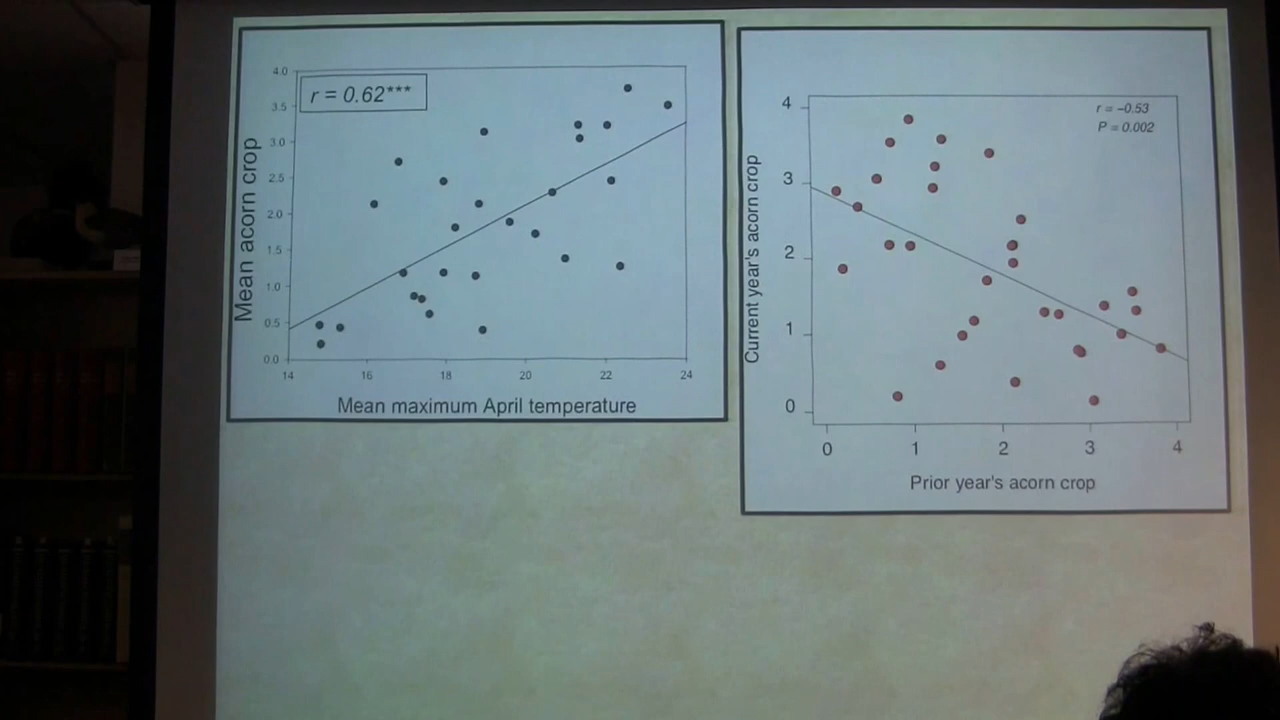 r = 0.62***
4.0
3.5
3.0
2.5
2.0
1.5
1.0
0.5
0.0
14 16 18 20 22 24
Mean acorn crop
Mean maximum April temperature
r = –0.53
P = 0.002
4
3
2
1
0
0 1 2 3 4
Current year's acorn crop
Prior year's acorn crop